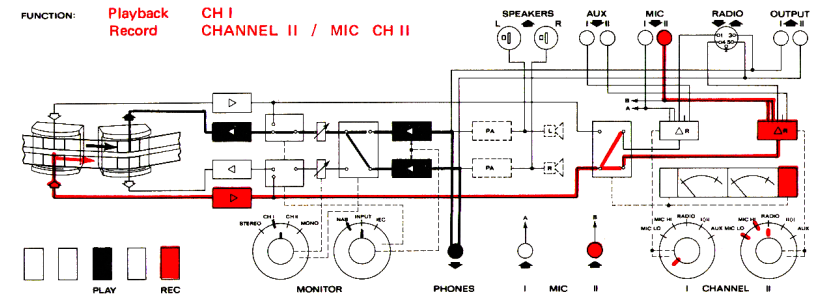 FUNCTION: Playback CH I
Record CHANNEL II / MIC CH II
SPEAKERS AUX MIC RADIO OUTPUT
L R I II I II I II
B
A
PA L
PA R
R R
A B
STEREO CH I CH II MONO
NAB INPUT IEC
MIC LO MIC HI RADIO I▷II AUX
MIC LO MIC HI RADIO II▷I AUX
PLAY REC MONITOR PHONES I MIC II I CHANNEL II